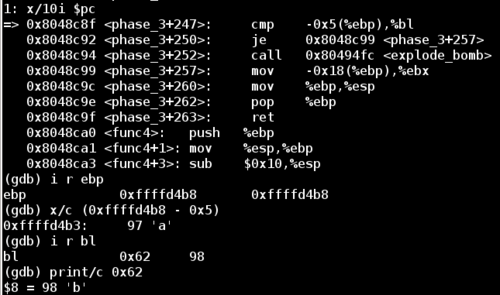 1: x/10i $pc
=> 0x8048c8f <phase_3+247>: cmp -0x5(%ebp),%bl
0x8048c92 <phase_3+250>: je 0x8048c99 <phase_3+257>
0x8048c94 <phase_3+252>: call 0x80494fc <explode_bomb>
0x8048c99 <phase_3+257>: mov -0x18(%ebp),%ebx
0x8048c9c <phase_3+260>: mov %ebp,%esp
0x8048c9e <phase_3+262>: pop %ebp
0x8048c9f <phase_3+263>: ret
0x8048ca0 <func4>: push %ebp
0x8048ca1 <func4+1>: mov %esp,%ebp
0x8048ca3 <func4+3>: sub $0x10,%esp
(gdb) i r ebp
ebp 0xffffd4b8 0xffffd4b8
(gdb) x/c (0xffffd4b8 - 0x5)
0xffffd4b3: 97 'a'
(gdb) i r bl
bl 0x62 98
(gdb) print/c 0x62
$8 = 98 'b'